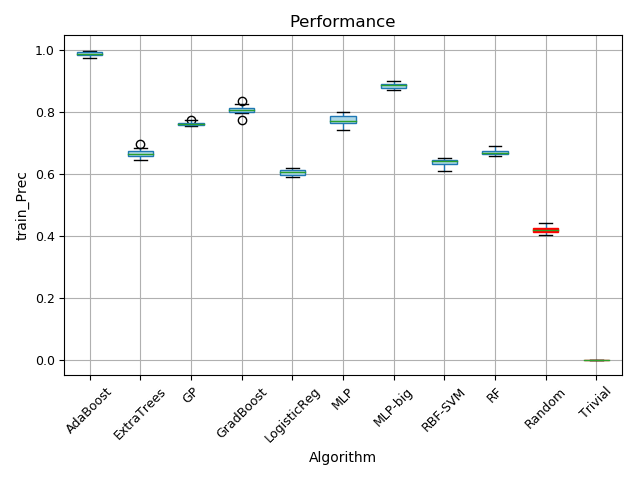 Performance
train_Prec
1.0
0.8
0.6
0.4
0.2
0.0
AdaBoost
ExtraTrees
GP
GradBoost
LogisticReg
MLP
MLP-big
RBF-SVM
RF
Random
Trivial
Algorithm